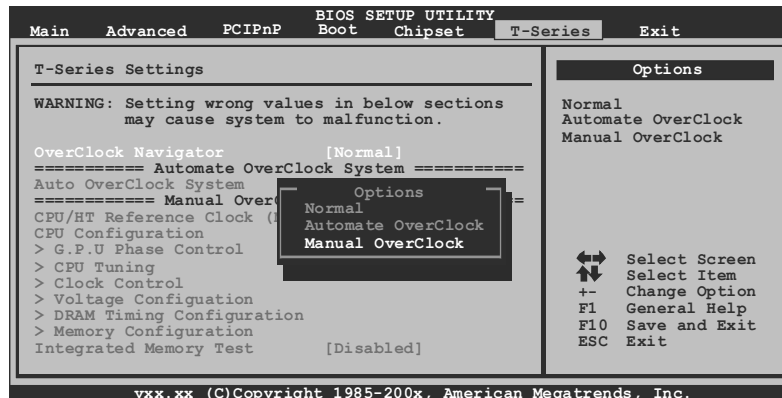 BIOS SETUP UTILITY
Main Advanced PCIPnP Boot Chipset T-Series Exit
T-Series Settings
WARNING: Setting wrong values in below sections
may cause system to malfunction.
OverClock Navigator [Normal]
=========== Automate OverClock System ===========
Auto OverClock System
============ Manual Over =
CPU/HT Reference Clock (
CPU Configuration
> G.P.U Phase Control
> CPU Tuning
> Clock Control
> Voltage Configuation
> DRAM Timing Configuration
> Memory Configuration
Integrated Memory Test [Disabled]
Options
Normal
Automate OverClock
Manual OverClock
Options
Normal
Automate OverClock
Manual OverClock
Select Screen
Select Item
+- Change Option
F1 General Help
F10 Save and Exit
ESC Exit
vxx.xx (C)Copyright 1985-200x, American Megatrends, Inc.